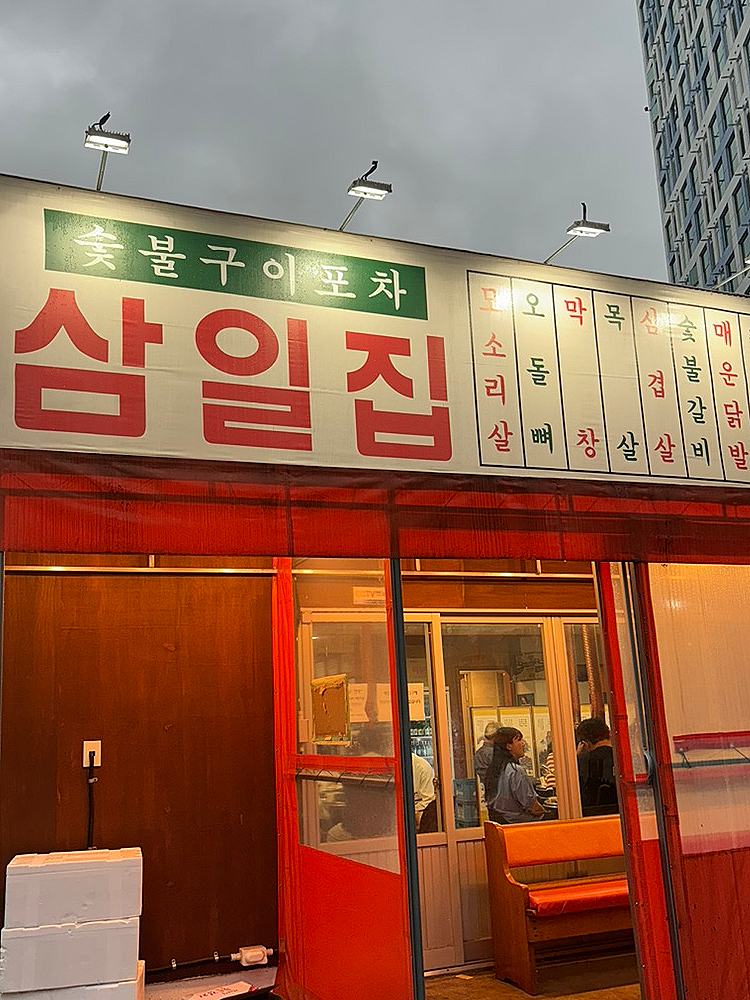 숯불구이포차
삼일집
모소리살
오돌뼈
막창
목살
삼겹살
숯불갈비
매운닭발